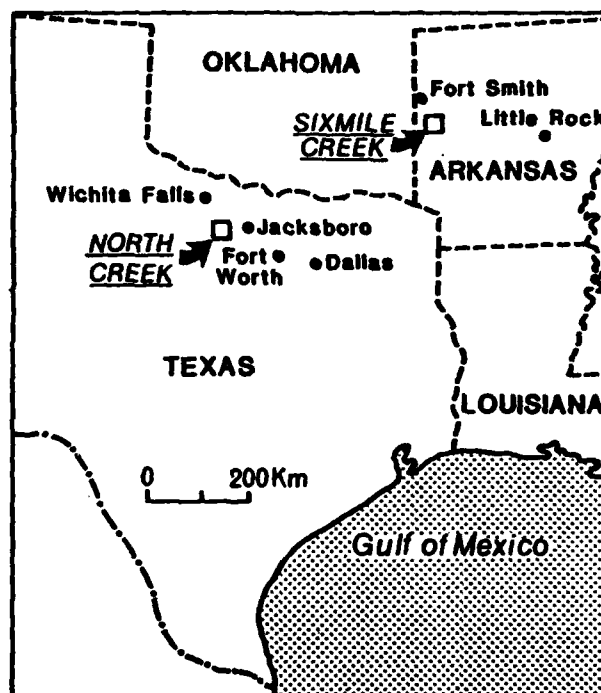 OKLAHOMA
Fort Smith
SIXMILE
CREEK
Little Rock
ARKANSAS
Wichita Falls
Jacksboro
NORTH
CREEK
Fort
Worth
Dallas
TEXAS
LOUISIANA
0 200Km
Gulf of Mexico